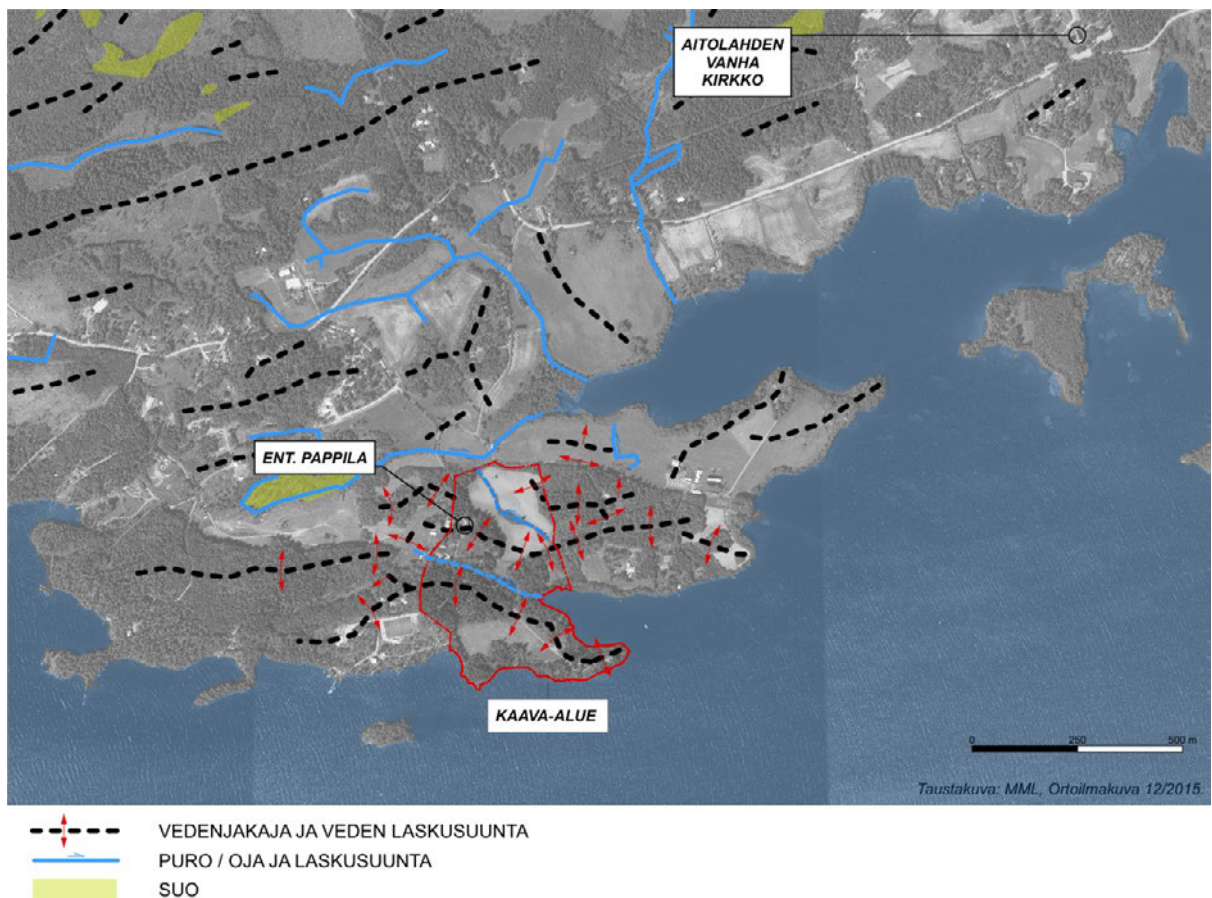 AITOLAHDEN
VANHA
KIRKKO
ENT. PAPPILA
KAAVA-ALUE
0 250 500 m
Taustakuva: MML, Ortoilmakuva 12/2015.
VEDENJAKAJA JA VEDEN LASKUSUUNTA
PURO / OJA JA LASKUSUUNTA
SUO